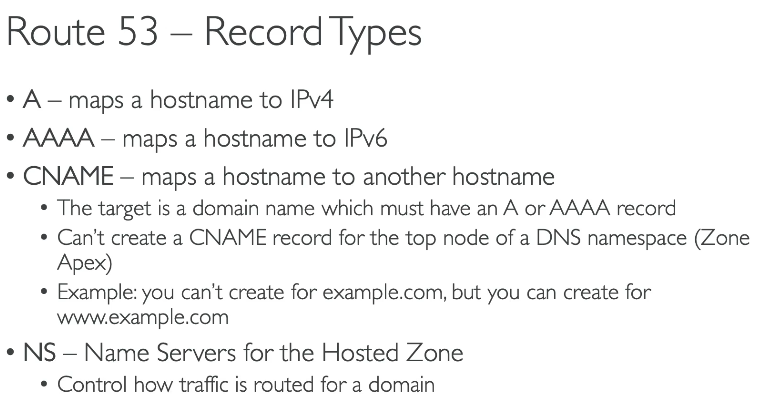 Route 53 – Record Types
• A – maps a hostname to IPv4
• AAAA – maps a hostname to IPv6
• CNAME – maps a hostname to another hostname
• The target is a domain name which must have an A or AAAA record
• Can't create a CNAME record for the top node of a DNS namespace (Zone
Apex)
• Example: you can't create for example.com, but you can create for
www.example.com
• NS – Name Servers for the Hosted Zone
• Control how traffic is routed for a domain